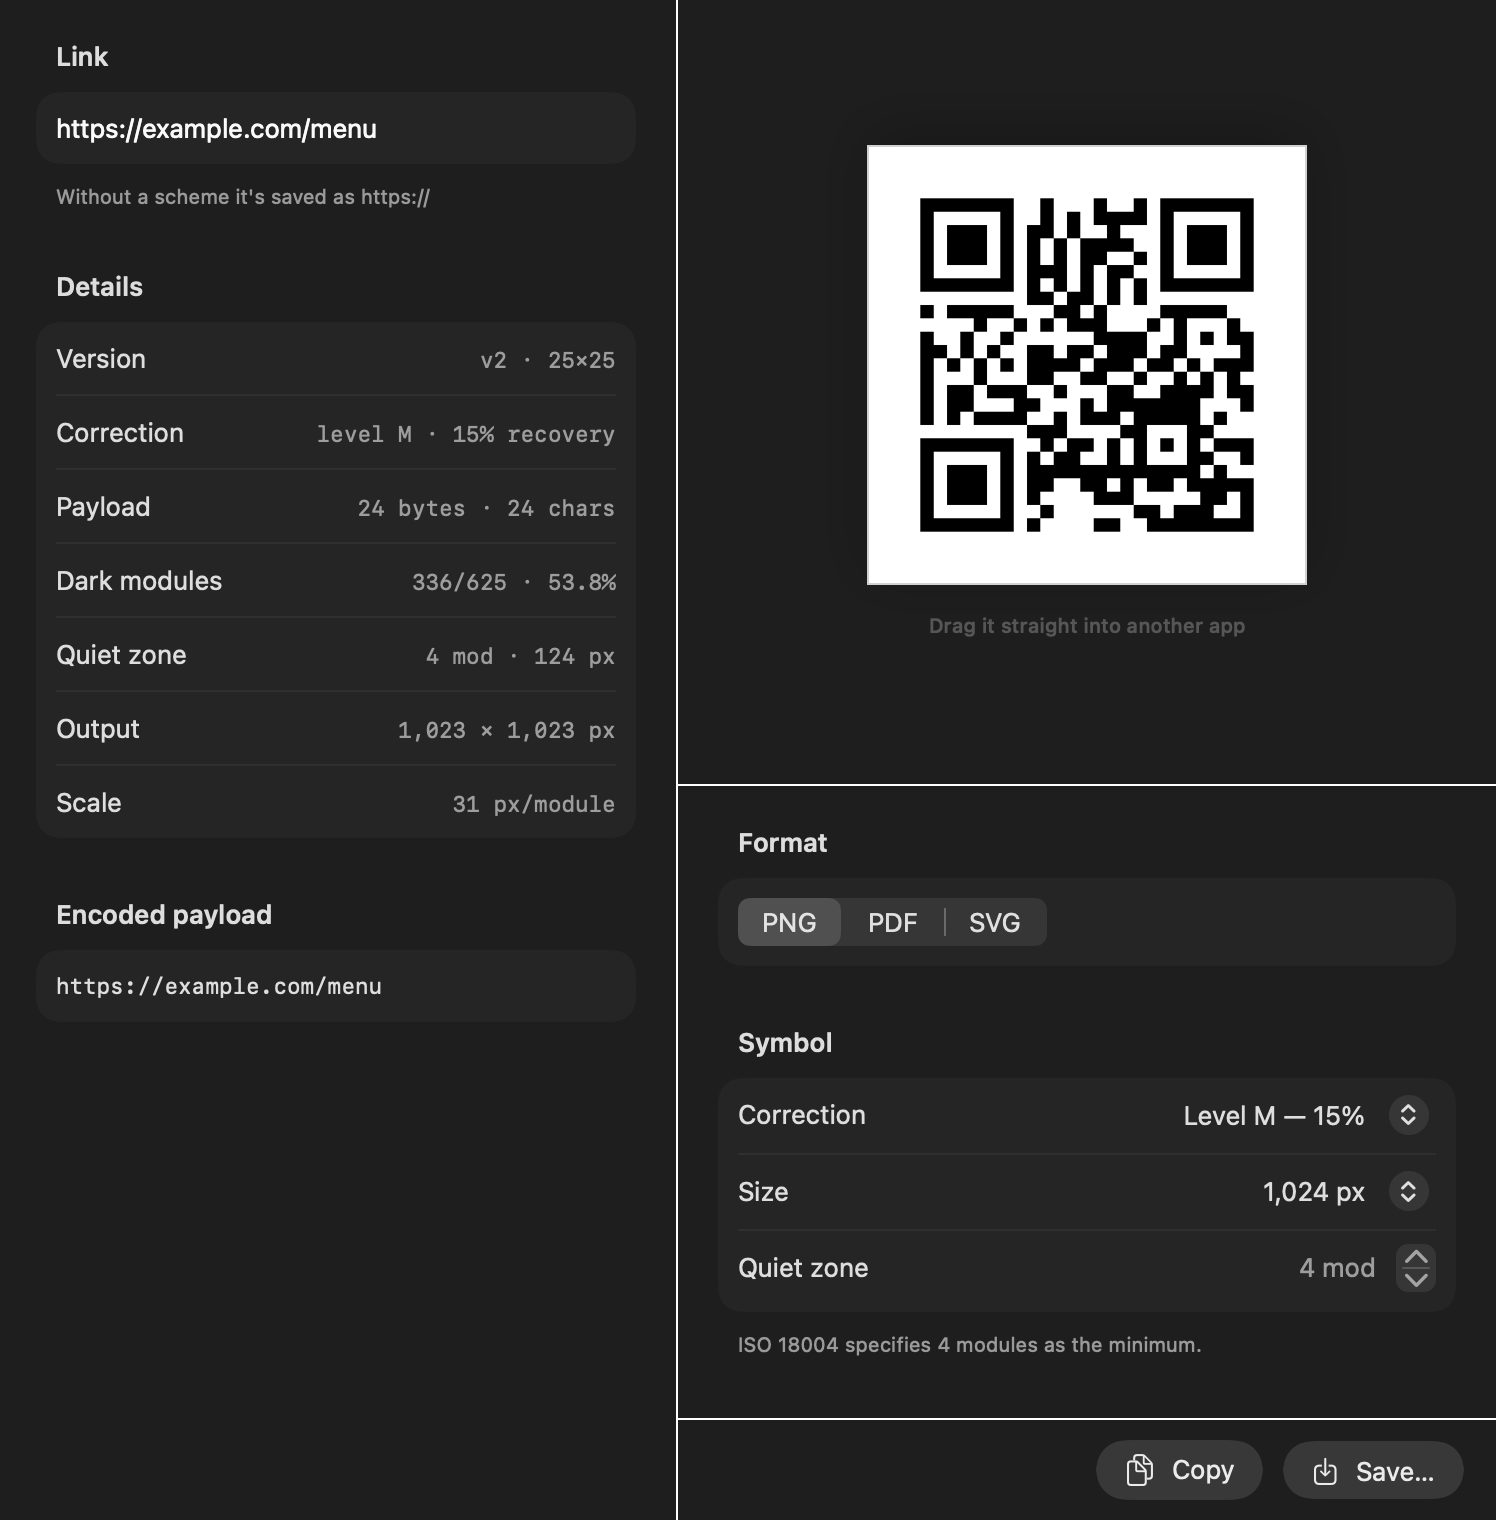 Link
https://example.com/menu
Without a scheme it's saved as https://
Details
Version v2 · 25×25
Correction level M · 15% recovery
Payload 24 bytes · 24 chars
Dark modules 336/625 · 53.8%
Quiet zone 4 mod · 124 px
Output 1,023 × 1,023 px
Scale 31 px/module
Encoded payload
https://example.com/menu
Drag it straight into another app
Format
PNG PDF SVG
Symbol
Correction Level M — 15%
Size 1,024 px
Quiet zone 4 mod
ISO 18004 specifies 4 modules as the minimum.
Copy Save...